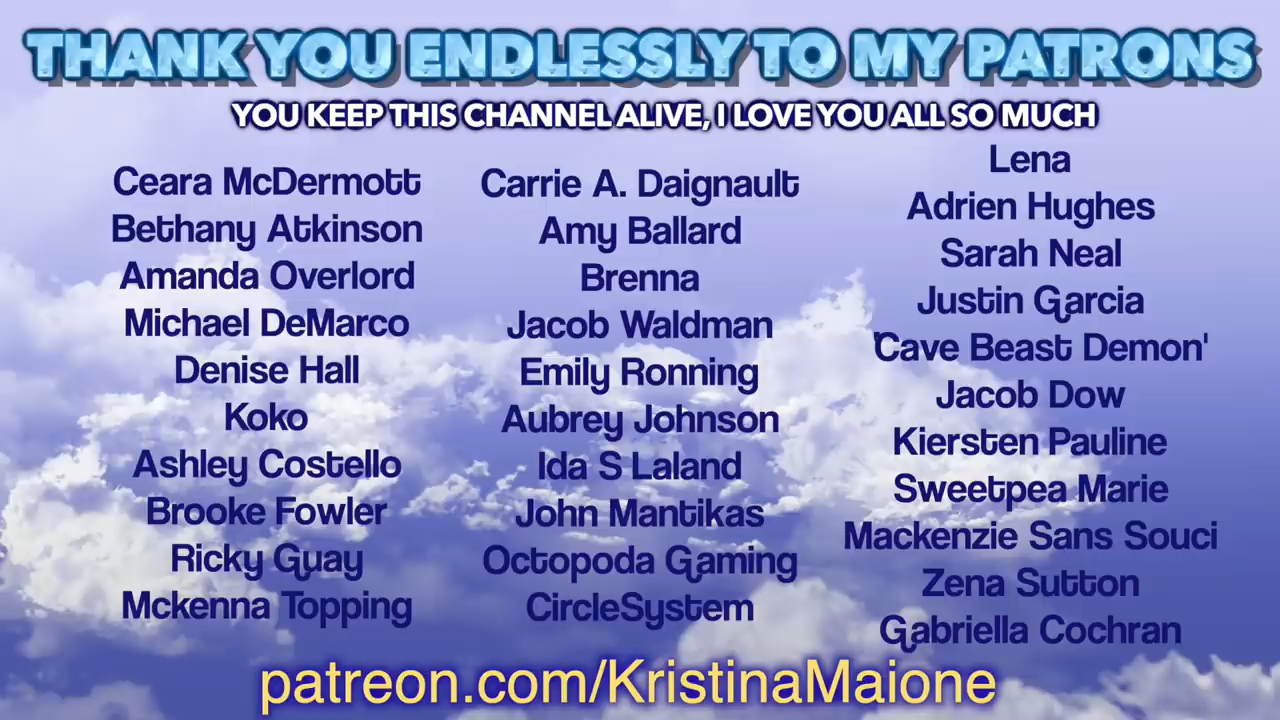 THANK YOU ENDLESSLY TO MY PATRONS
YOU KEEP THIS CHANNEL ALIVE, I LOVE YOU ALL SO MUCH
Ceara McDermott
Bethany Atkinson
Amanda Overlord
Michael DeMarco
Denise Hall
Koko
Ashley Costello
Brooke Fowler
Ricky Guay
Mckenna Topping
Carrie A. Daignault
Amy Ballard
Brenna
Jacob Waldman
Emily Ronning
Aubrey Johnson
Ida S Laland
John Mantikas
Octopoda Gaming
CircleSystem
Lena
Adrien Hughes
Sarah Neal
Justin Garcia
'Cave Beast Demon'
Jacob Dow
Kiersten Pauline
Sweetpea Marie
Mackenzie Sans Souci
Zena Sutton
Gabriella Cochran
patreon.com/KristinaMaione